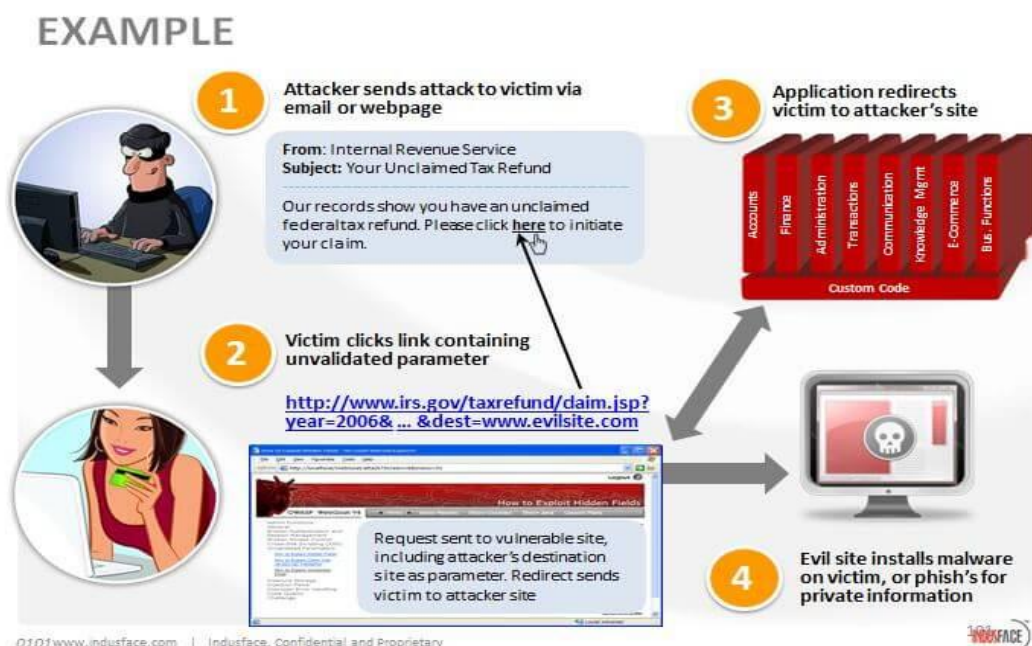 EXAMPLE
1
Attacker sends attack to victim via
email or webpage
From: Internal Revenue Service
Subject: Your Unclaimed Tax Refund
Our records show you have an unclaimed
federal tax refund. Please click here to initiate
your claim.
2
Victim clicks link containing
unvalidated parameter
http://www.irs.gov/taxrefund/claim.jsp?
year=2006& ... &dest=www.evilsite.com
Logout
How to Exploit Hidden Fields
OWASP WebGoat V4
Request sent to vulnerable site,
including attacker's destination
site as parameter. Redirect sends
victim to attacker site
3
Application redirects
victim to attacker's site
Accounts
Finance
Administration
Transactions
Communication
Knowledge Mgmt
E-Commerce
Bus. Functions
Custom Code
4
Evil site installs malware
on victim, or phish's for
private information
www.indusface.com | Indusface, Confidential and Proprietary
INDUSFACE